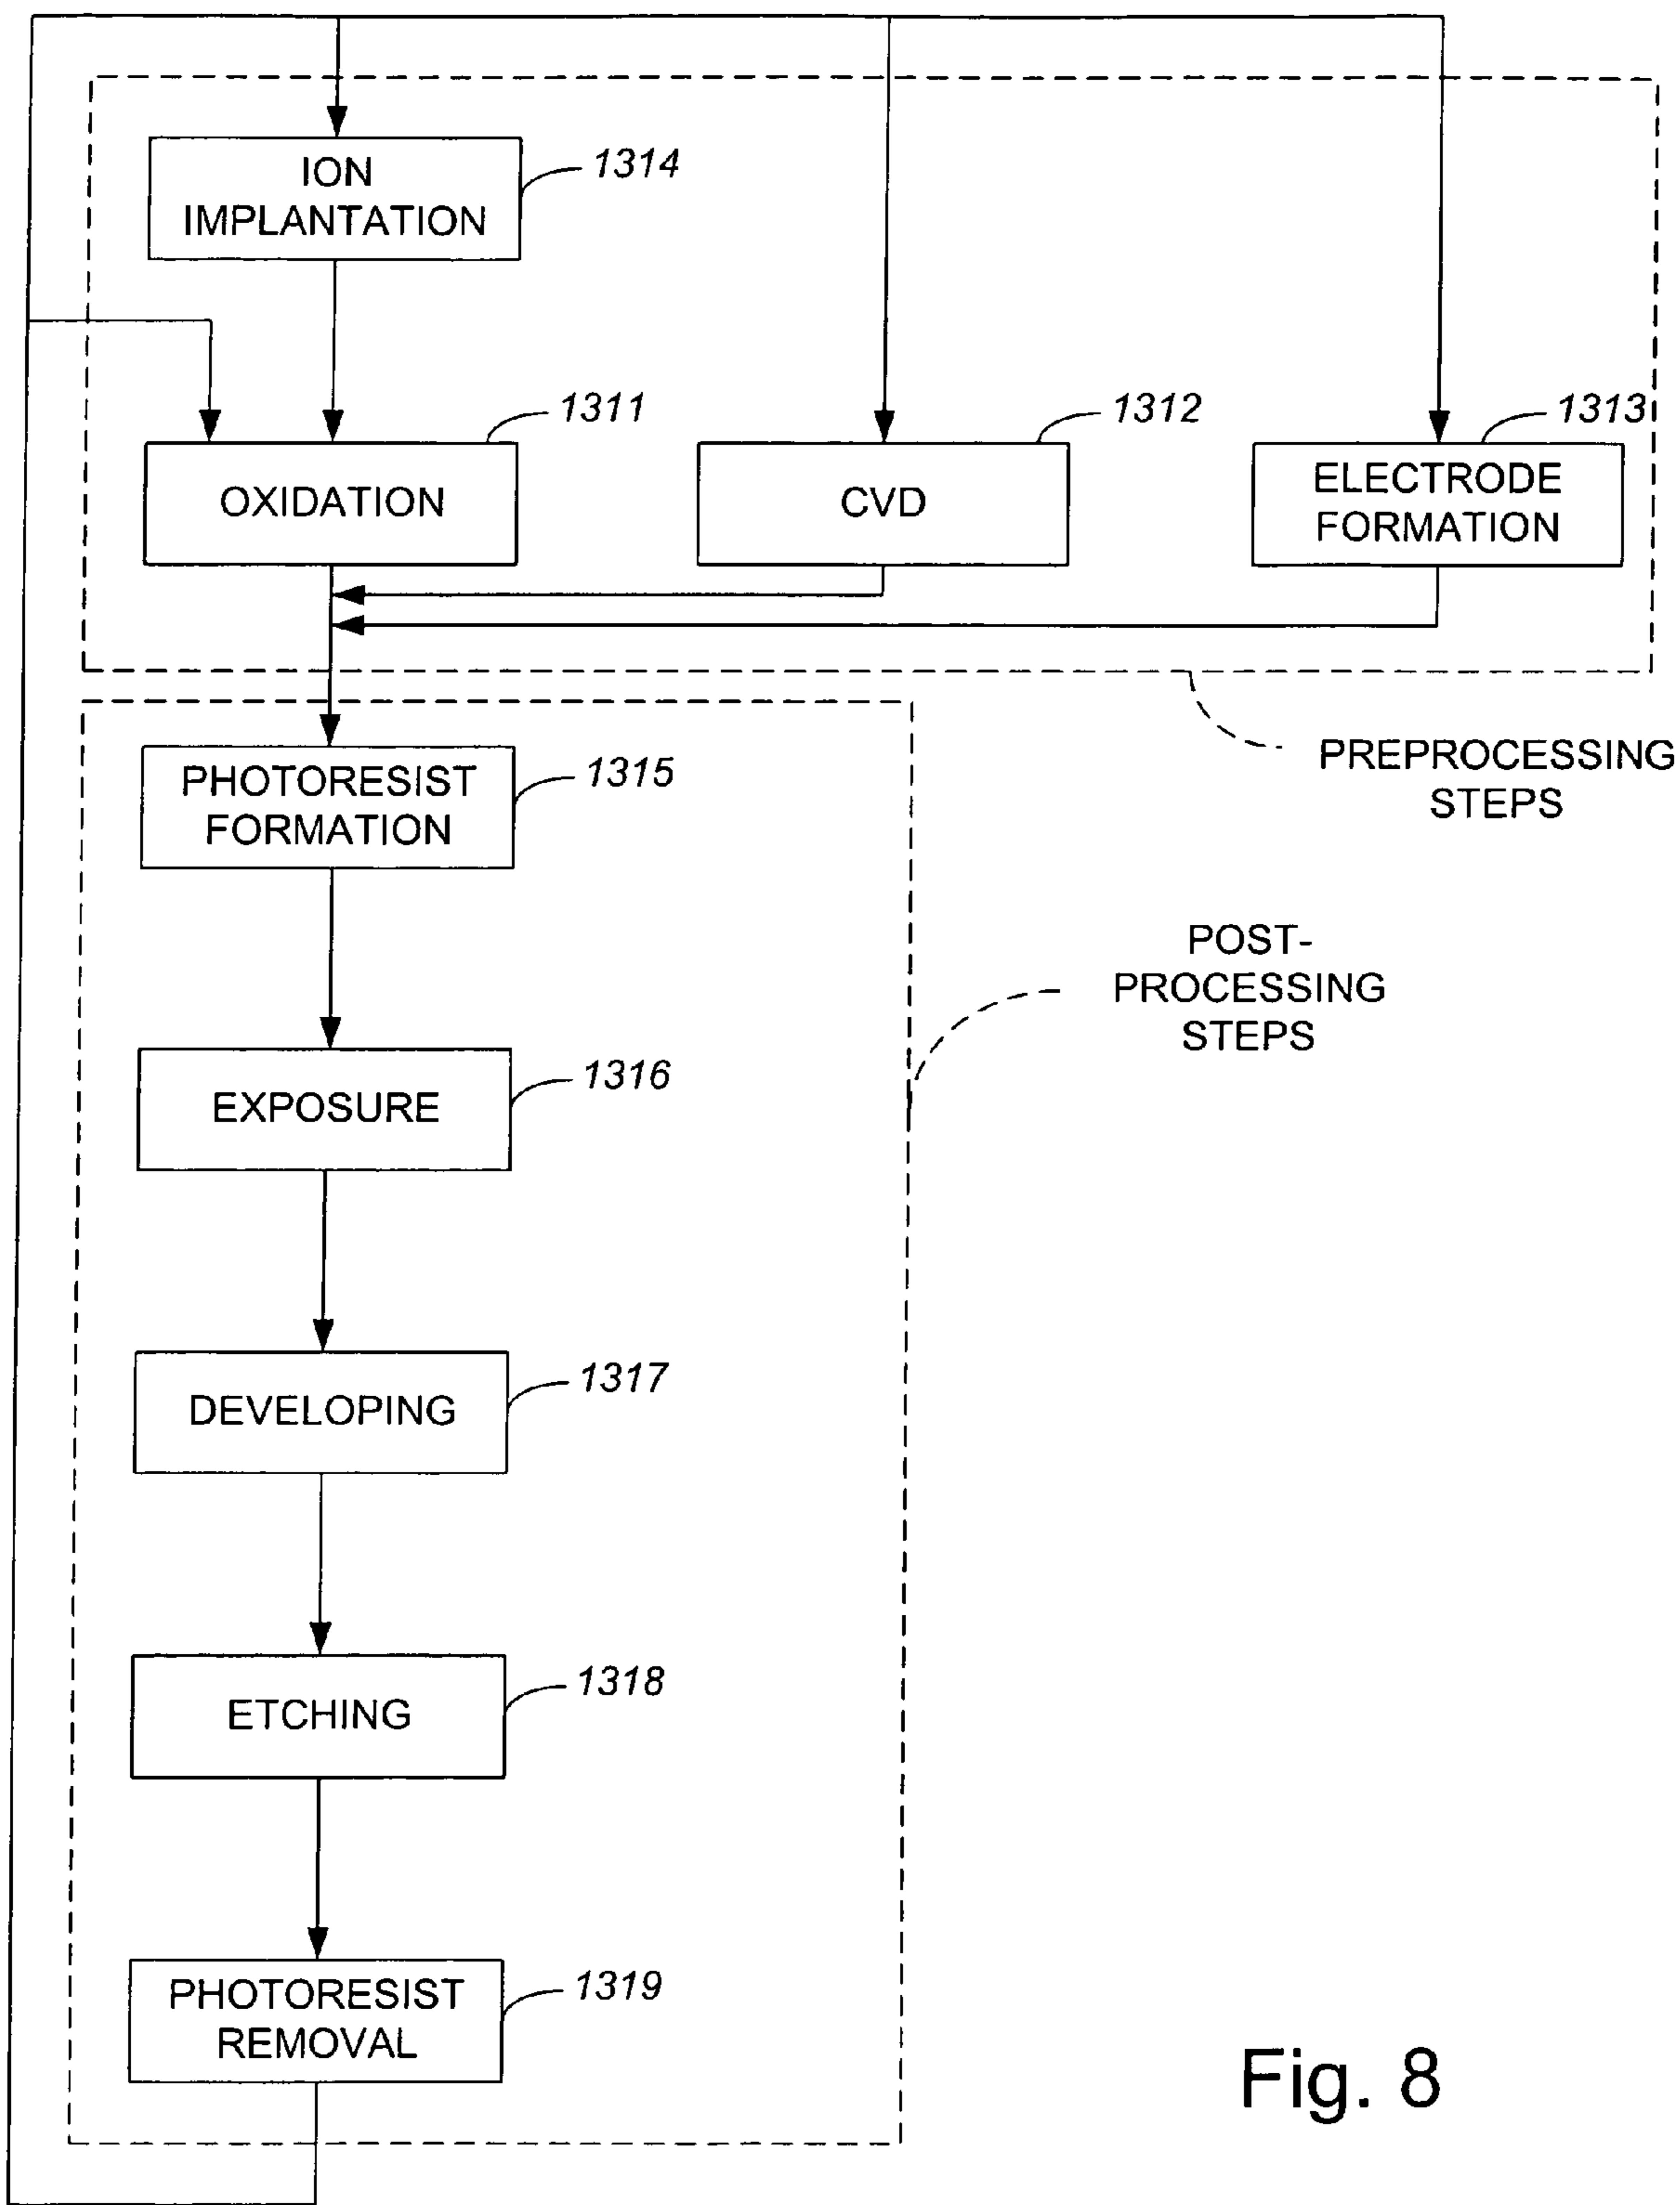 ION
IMPLANTATION
1314
1311
1312
1313
OXIDATION
CVD
ELECTRODE
FORMATION
PREPROCESSING
STEPS
PHOTORESIST
FORMATION
1315
POST-
PROCESSING
STEPS
EXPOSURE
1316
DEVELOPING
1317
ETCHING
1318
PHOTORESIST
REMOVAL
1319
Fig. 8